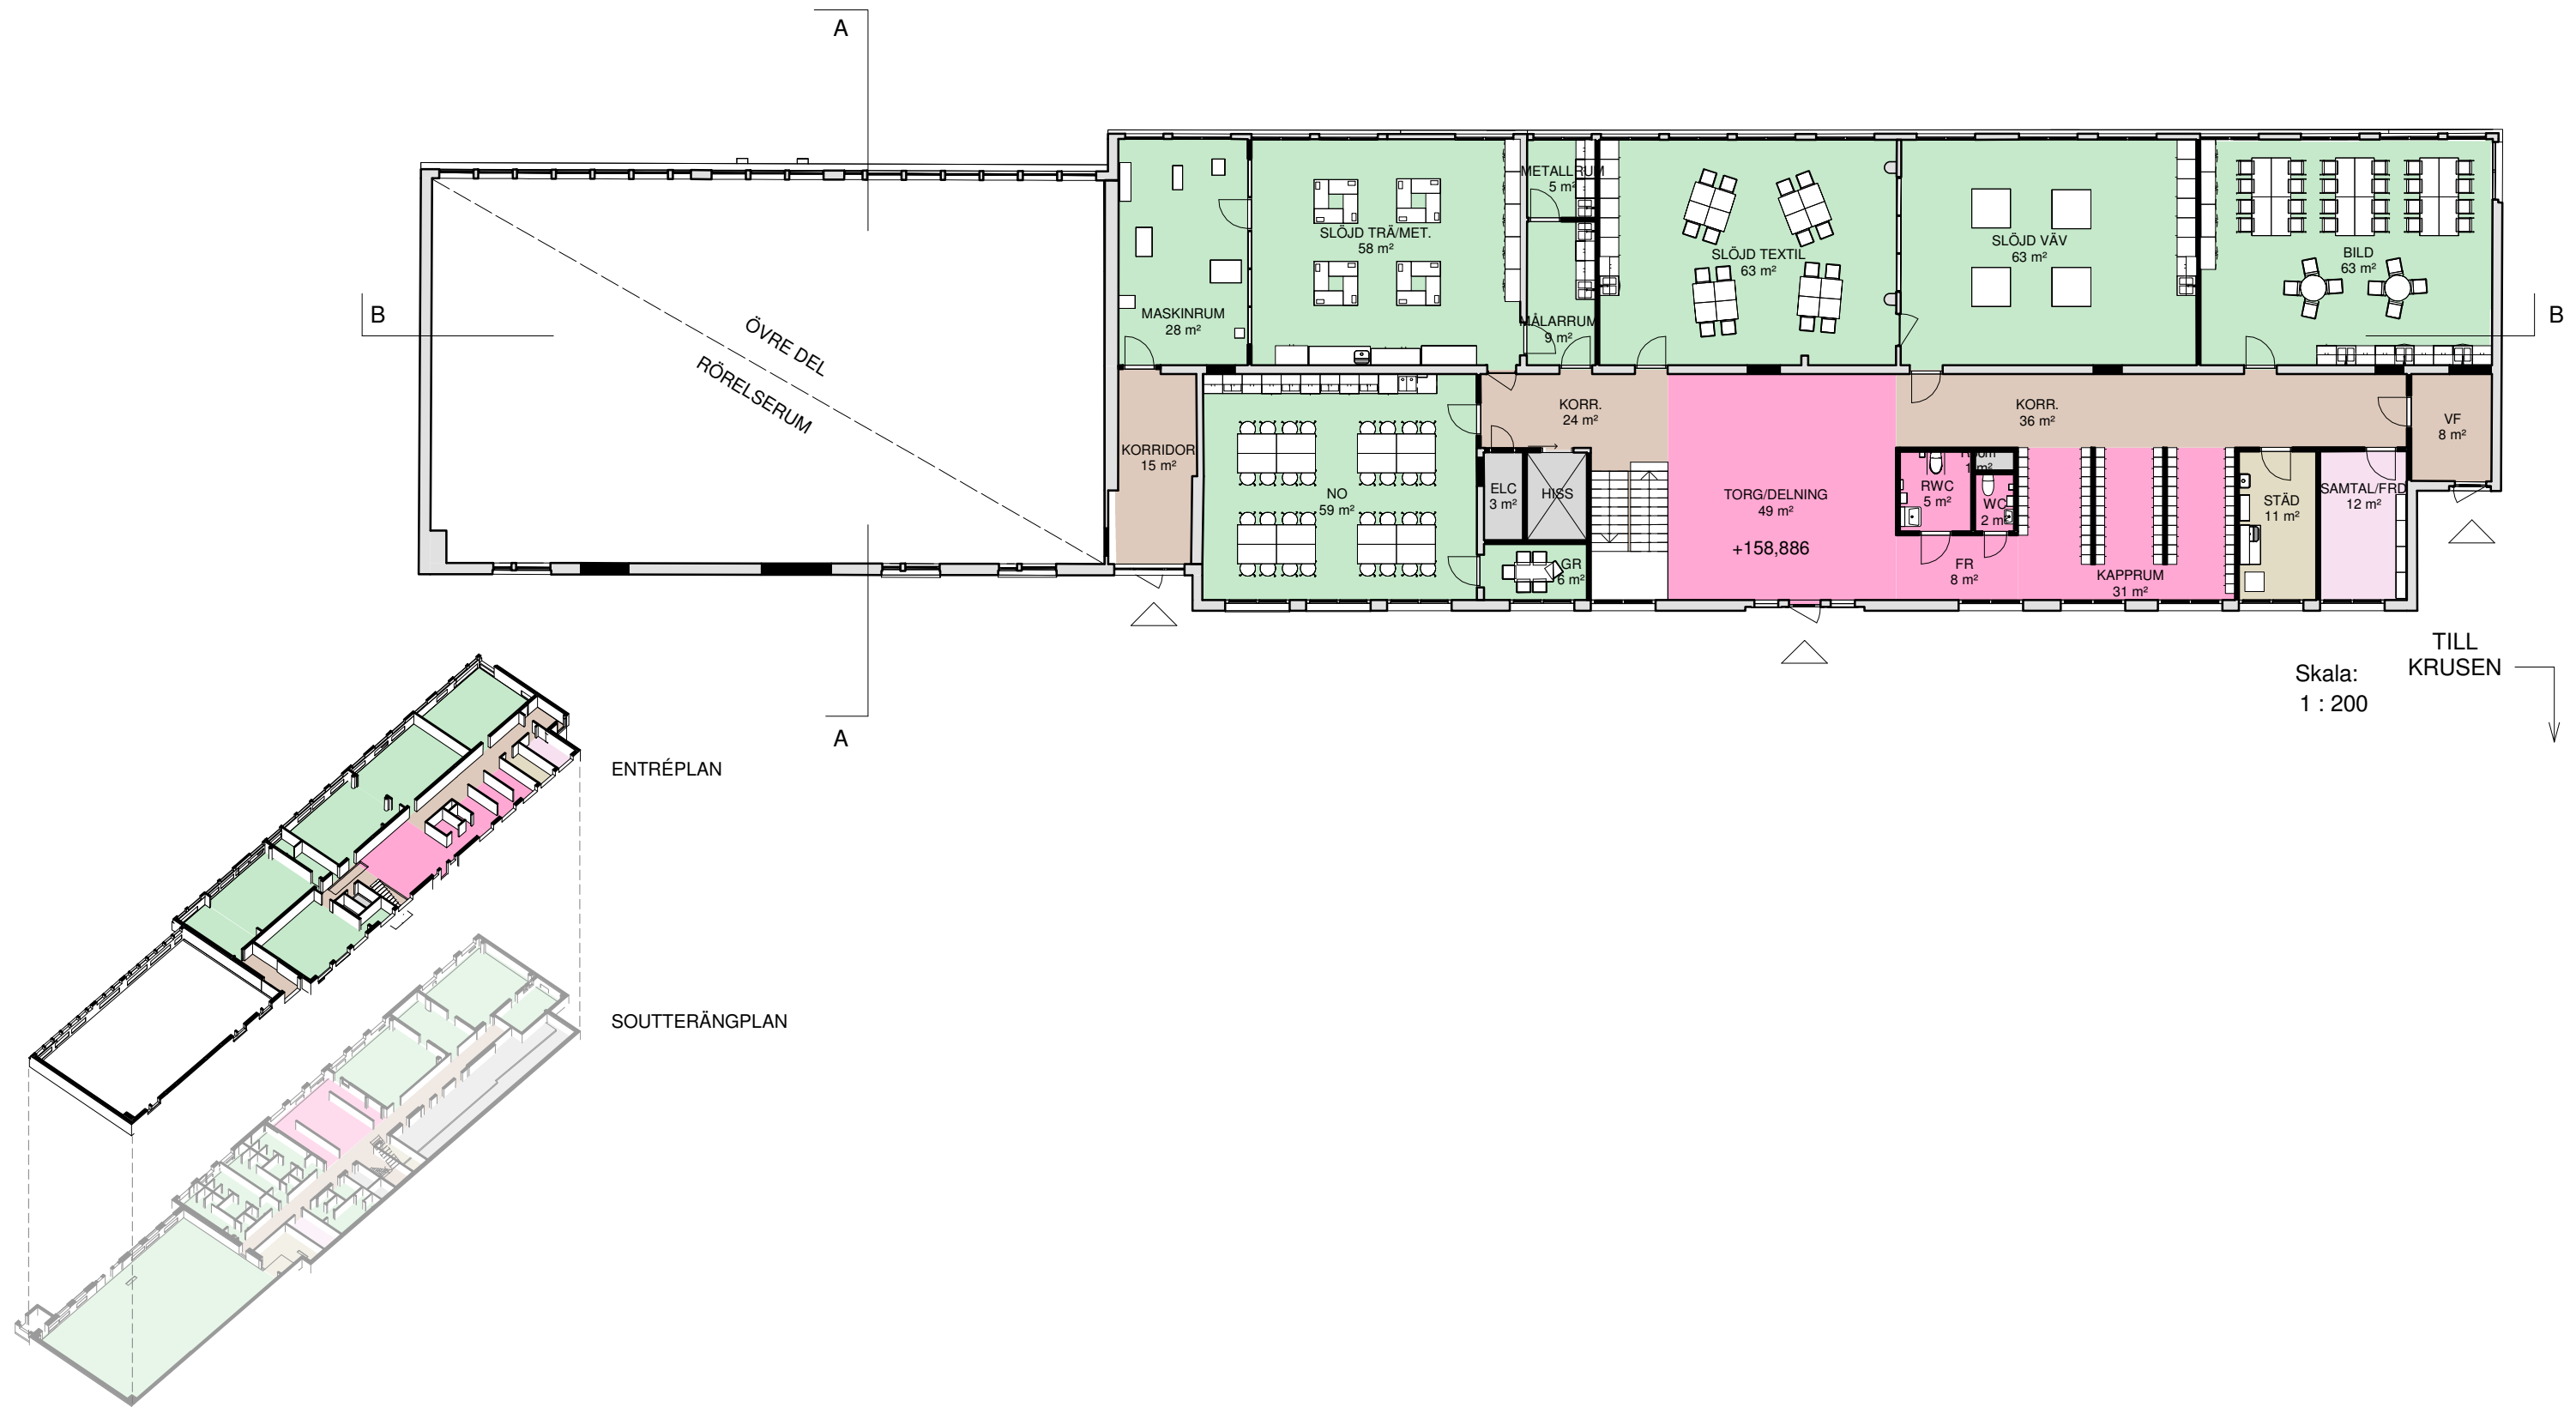 A
METALLRUM
5 m²
SLÖJD TRÄ/MET.
58 m²
SLÖJD TEXTIL
63 m²
SLÖJD VÄV
63 m²
BILD
63 m²
B
B
MASKINRUM
28 m²
MÅLARRUM
9 m²
ÖVRE DEL
RÖRELSERUM
KORR.
24 m²
KORR.
36 m²
VF
8 m²
KORRIDOR
15 m²
NO
59 m²
ELC
3 m²
HISS
TORG/DELNING
49 m²
+158,886
RWC
5 m²
WC
2 m²
STÄD
11 m²
SAMTAL/FRD
12 m²
GR
6 m²
FR
8 m²
KAPPRUM
31 m²
TILL
KRUSEN
Skala:
1 : 200
A
ENTRÉPLAN
SOUTTERÄNGPLAN